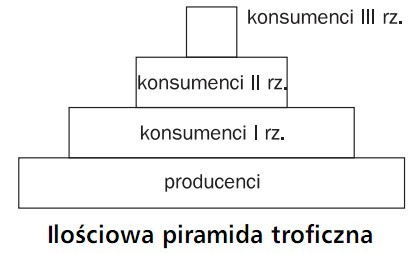 konsumenci III rz.
konsumenci II rz.
konsumenci I rz.
producenci
Ilościowa piramida troficzna